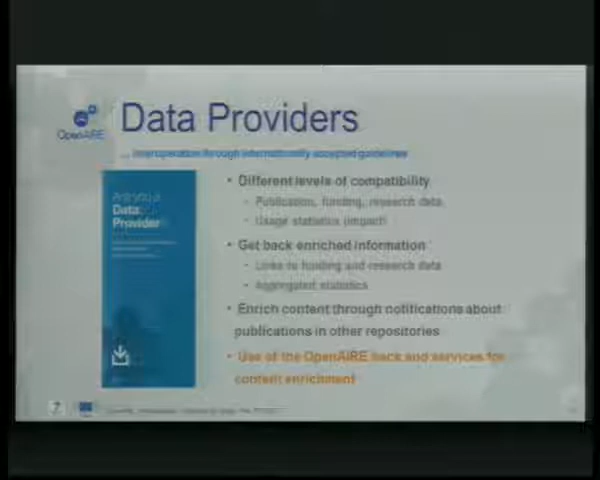 OpenAIRE
Data Providers
... interoperation through internationally accepted guidelines
Data
Provider
• Different levels of compatibility
- Publication, funding, research data
- Usage statistics (impact)
• Get back enriched information
- Links to funding and research data
- Aggregated statistics
• Enrich content through notifications about
publications in other repositories
• Use of the OpenAIRE back end services for
content enrichment
7